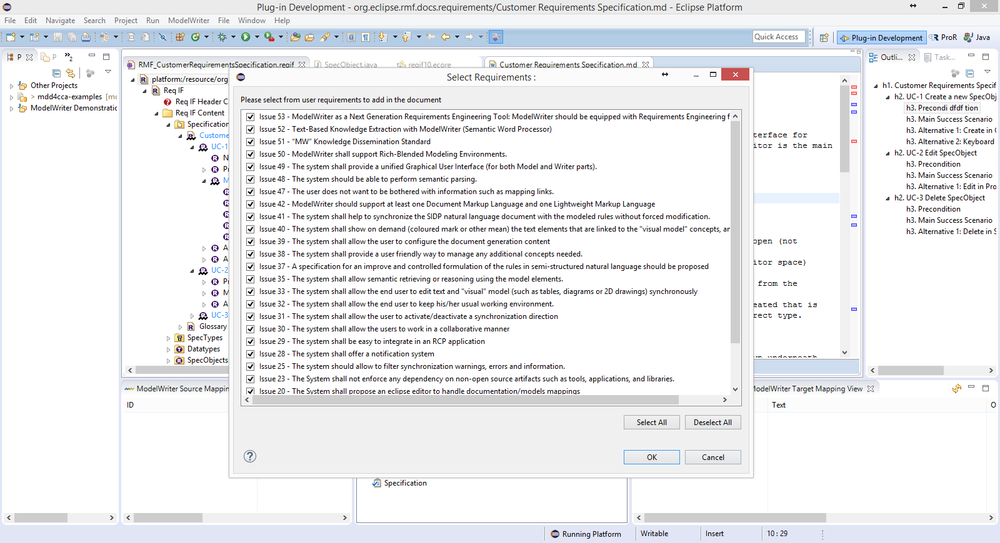 Plug-in Development - org.eclipse.rmf.docs.requirements/Customer Requirements Specification.md - Eclipse Platform
File Edit Navigate Search Project Run ModelWriter File Window Help
Quick Access
Plug-in Development
ProR
Java
P
P
2
Other Projects
> mdd4cca-examples
ModelWriter Demonstratic
RMF_CustomerRequirementsSpecification.reqif
SpecObject.java
reqif10.ecore
Customer Requirements Specification.md
platform:/resource/org
Req IF
Req IF Header C
Req IF Content
Specification
Custome
UC-1
N
Pr
M
A
A
UC-2
Pr
M
A
UC-3
Glossary
SpecTypes
Datatypes
SpecObjects
Select Requirements :
Please select from user requirements to add in the document
Issue 53 - ModelWriter as a Next Generation Requirements Engineering Tool: ModelWriter should be equipped with Requirements Engineering f
Issue 52 - Text-Based Knowledge Extraction with ModelWriter (Semantic Word Processor)
Issue 51 - “MW” Knowledge Dissemination Standard
Issue 50 - ModelWriter shall support Rich-Blended Modeling Environments.
Issue 49 - The system shall provide a unified Graphical User Interface (for both Model and Writer parts).
Issue 48 - The system should be able to perform semantic parsing.
Issue 47 - The user does not want to be bothered with information such as mapping links.
Issue 42 - ModelWriter should support at least one Document Markup Language and one Lightweight Markup Language
Issue 41 - The system shall help to synchronize the SIDP natural language document with the modeled rules without forced modification.
Issue 40 - The system shall show on demand (coloured mark or other mean) the text elements that are linked to the "visual model" concepts, an
Issue 39 - The system shall allow the user to configure the document generation content
Issue 38 - The system shall provide a user friendly way to manage any additional concepts needed.
Issue 37 - A specification for an improve and controlled formulation of the rules in semi-structured natural language should be proposed
Issue 35 - The system shall allow semantic retrieving or reasoning using the model elements.
Issue 33 - The system shall allow the end user to edit text and "visual" model (such as tables, diagrams or 2D drawings) synchronously
Issue 32 - The system shall allow the end user to keep his/her usual working environment.
Issue 31 - The system shall allow the user to activate/deactivate a synchronization direction
Issue 30 - The system shall allow the users to work in a collaborative manner
Issue 29 - The system shall be easy to integrate in an RCP application
Issue 28 - The system shall offer a notification system
Issue 25 - The system should allow to filter synchronization warnings, errors and information.
Issue 23 - The System shall not enforce any dependency on non-open source artifacts such as tools, applications, and libraries.
Issue 20 - The System shall propose an eclipse editor to handle documentation/models mappings
Select All
Deselect All
OK
Cancel
terface for
itor is the main
open (not
itor space)
from the
eated that is
rect type.
underneath
Outli...
Task...
h1. Customer Requirements Specif
h2. UC-1 Create a new SpecObj
h3. Precondi dfdf tion
h3. Main Success Scenario
h3. Alternative 1: Create in
h3. Alternative 2: Keyboard
h2. UC-2 Edit SpecObject
h3. Precondition
h3. Main Success Scenario
h3. Alternative 1: Edit in Pro
h2. UC-3 Delete SpecObject
h3. Precondition
h3. Main Success Scenario
h3. Alternative 1: Delete in S
ModelWriter Source Mappin
ID
Specification
ModelWriter Target Mapping View
Text
O
Running Platform
Writable
Insert
10 : 29